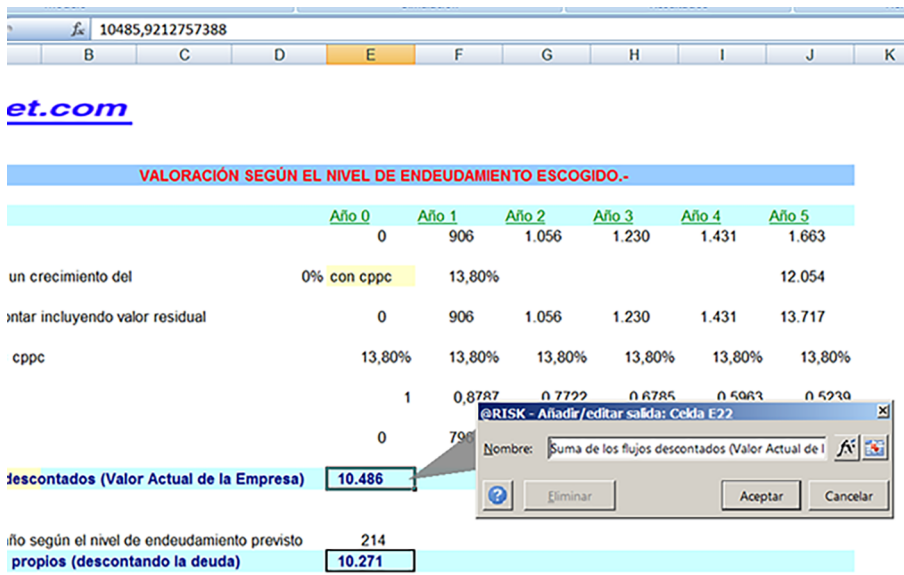 fx 10485,9212757388
B C D E F G H I J K
et.com
VALORACIÓN SEGÚN EL NIVEL DE ENDEUDAMIENTO ESCOGIDO.-
Año 0 Año 1 Año 2 Año 3 Año 4 Año 5
0 906 1.056 1.230 1.431 1.663
un crecimiento del 0% con cppc 13,80% 12.054
ontar incluyendo valor residual 0 906 1.056 1.230 1.431 13.717
cppc 13,80% 13,80% 13,80% 13,80% 13,80% 13,80%
1 0,8787 0,7722 0,6785 0,5963 0,5239
@RISK - Añadir/editar salida: Celda E22
0 796
Nombre: Suma de los flujos descontados (Valor Actual de l
descontados (Valor Actual de la Empresa) 10.486
Eliminar Aceptar Cancelar
ño según el nivel de endeudamiento previsto 214
propios (descontando la deuda) 10.271